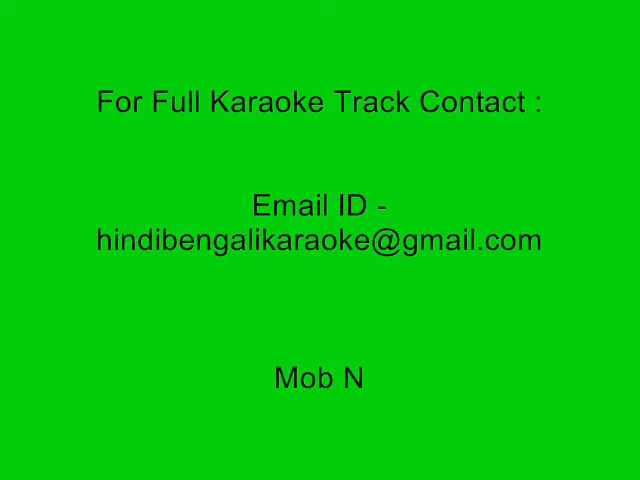 For Full Karaoke Track Contact :
Email ID -
hindibengalikaraoke@gmail.com
Mob N